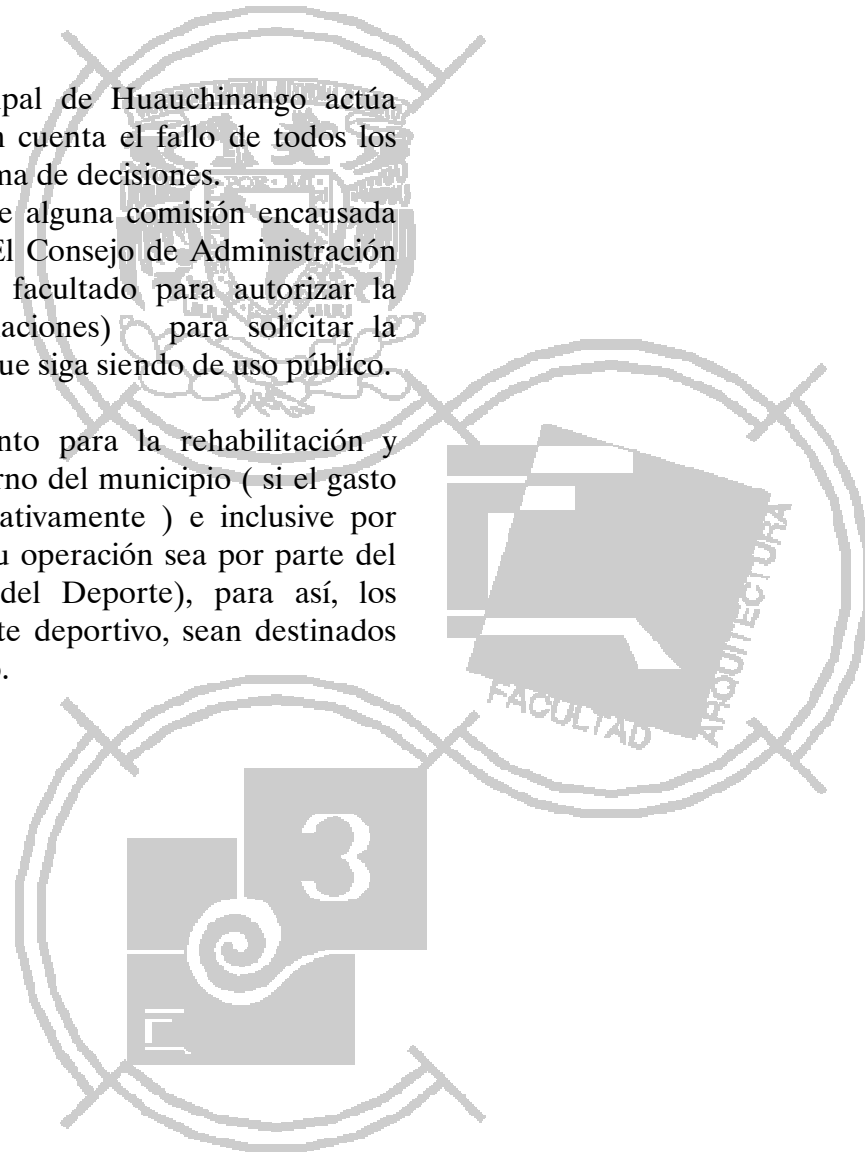 pal de Huauchinango actúa
cuenta el fallo de todos los
ma de decisiones.
e alguna comisión encausada
El Consejo de Administración
facultado para autorizar la
aciones) para solicitar la
ue siga siendo de uso público.
nto para la rehabilitación y
rno del municipio ( si el gasto
ativamente ) e inclusive por
u operación sea por parte del
del Deporte), para así, los
te deportivo, sean destinados
FACULTAD
ARQUITECTURA
3